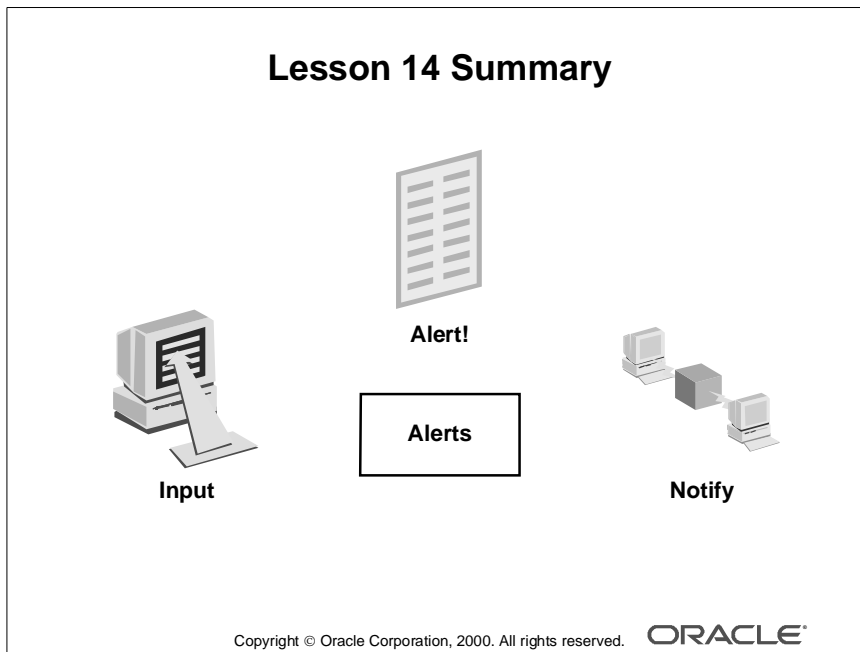 Lesson 14 Summary
Alert!
Alerts
Input
Notify
Copyright © Oracle Corporation, 2000. All rights reserved.
ORACLE®